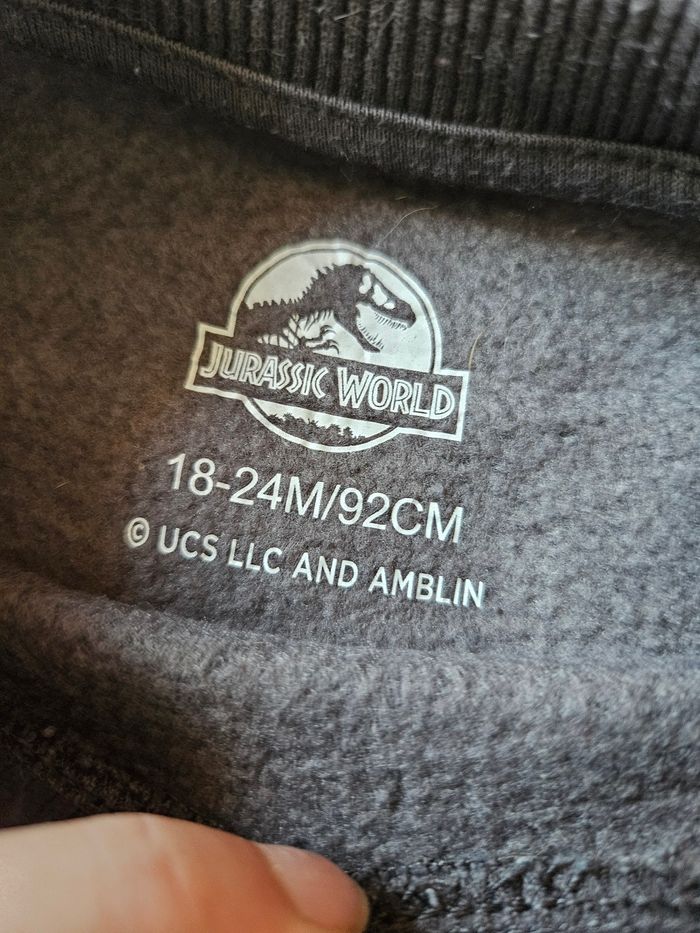 JURASSIC WORLD
18-24M/92CM
© UCS LLC AND AMBLIN